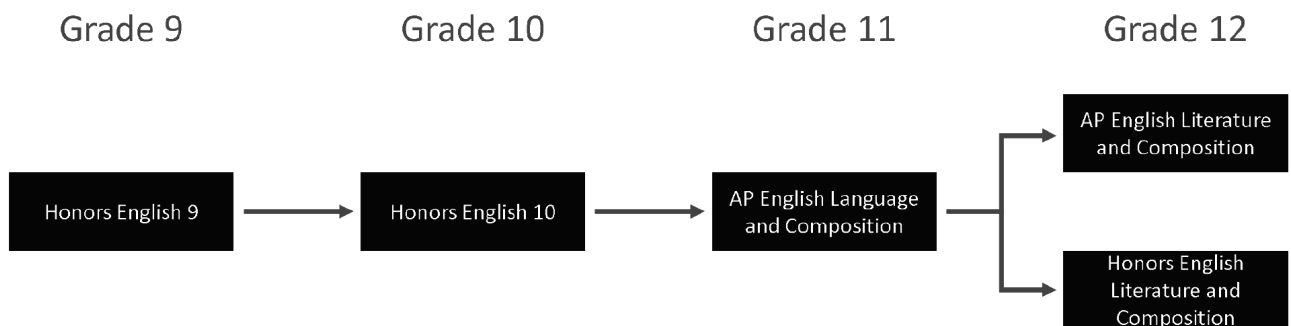 Grade 9
Grade 10
Grade 11
Grade 12
Honors English 9
Honors English 10
AP English Language
and Composition
AP English Literature
and Composition
Honors English
Literature and
Composition